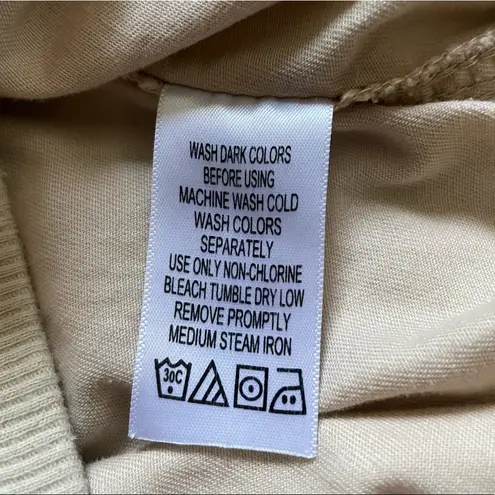 WASH DARK COLORS
BEFORE USING
MACHINE WASH COLD
WASH COLORS
SEPARATELY
USE ONLY NON-CHLORINE
BLEACH TUMBLE DRY LOW
REMOVE PROMPTLY
MEDIUM STEAM IRON
30C